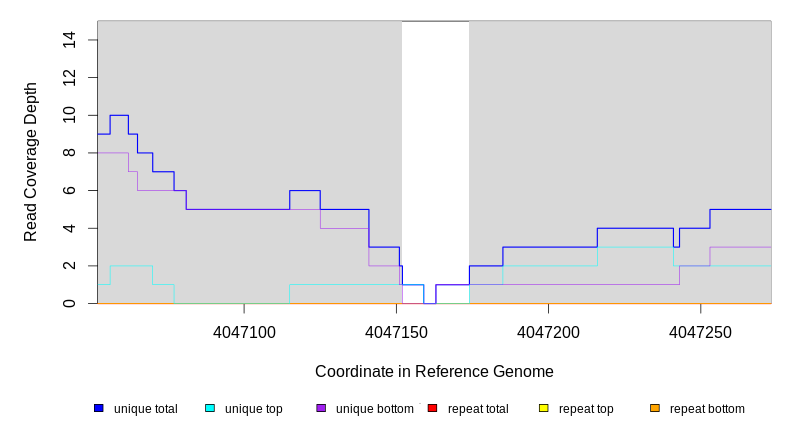 14
12
10
8
6
4
2
0
Read Coverage Depth
4047100 4047150 4047200 4047250
Coordinate in Reference Genome
unique total unique top unique bottom repeat total repeat top repeat bottom